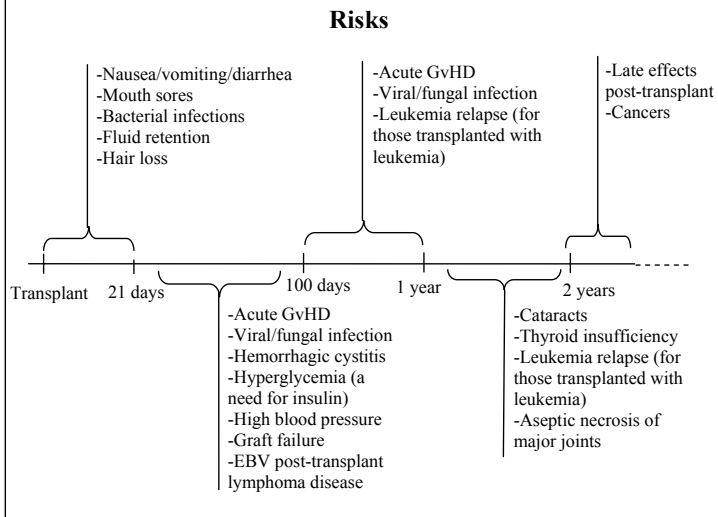 Risks
-Nausea/vomiting/diarrhea
-Mouth sores
-Bacterial infections
-Fluid retention
-Hair loss
-Acute GvHD
-Viral/fungal infection
-Leukemia relapse (for
those transplanted with
leukemia)
-Late effects
post-transplant
-Cancers
Transplant
21 days
100 days
1 year
2 years
-Acute GvHD
-Viral/fungal infection
-Hemorrhagic cystitis
-Hyperglycemia (a
need for insulin)
-High blood pressure
-Graft failure
-EBV post-transplant
lymphoma disease
-Cataracts
-Thyroid insufficiency
-Leukemia relapse (for
those transplanted with
leukemia)
-Aseptic necrosis of
major joints